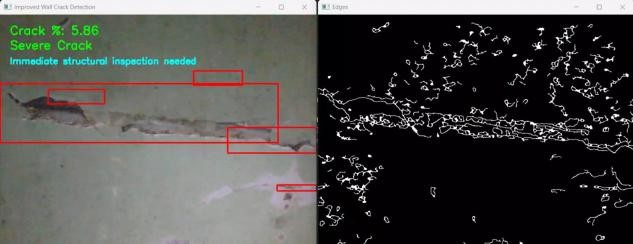 Improved Wall Crack Detection
Edges
Crack %: 5.86
Severe Crack
Immediate structural inspection needed